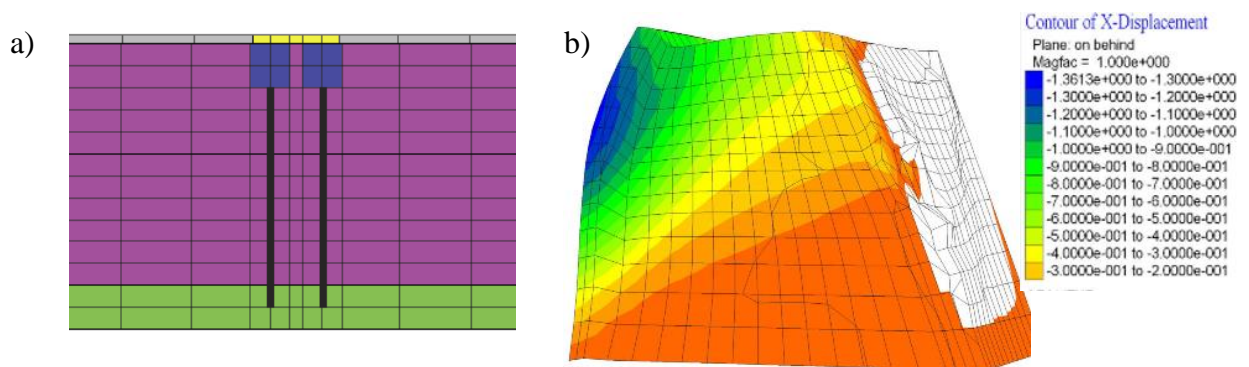 a)
b)
Contour of X-Displacement
Plane: on behind
Magfac = 1.000e+000
-1.3613e+000 to -1.3000e+000
-1.3000e+000 to -1.2000e+000
-1.2000e+000 to -1.1000e+000
-1.1000e+000 to -1.0000e+000
-1.0000e+000 to -9.0000e-001
-9.0000e-001 to -8.0000e-001
-8.0000e-001 to -7.0000e-001
-7.0000e-001 to -6.0000e-001
-6.0000e-001 to -5.0000e-001
-5.0000e-001 to -4.0000e-001
-4.0000e-001 to -3.0000e-001
-3.0000e-001 to -2.0000e-001